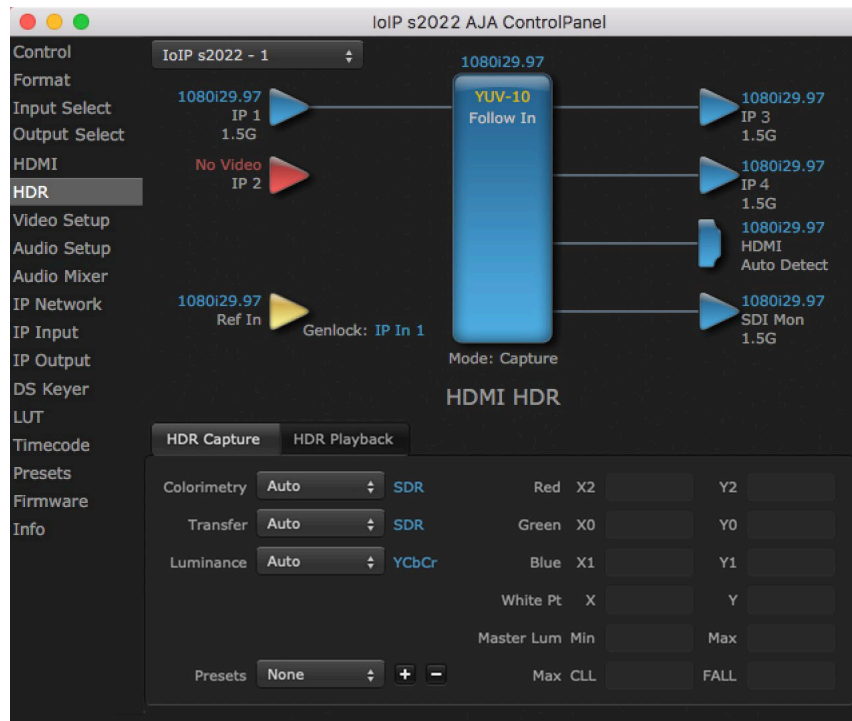 IoIP s2022 AJA ControlPanel
Control
Format
Input Select
Output Select
HDMI
HDR
Video Setup
Audio Setup
Audio Mixer
IP Network
IP Input
IP Output
DS Keyer
LUT
Timecode
Presets
Firmware
Info
IoIP s2022 - 1
1080i29.97
IP 1
1.5G
No Video
IP 2
1080i29.97
Ref In
Genlock: IP In 1
1080i29.97
YUV-10
Follow In
Mode: Capture
1080i29.97
IP 3
1.5G
1080i29.97
IP 4
1.5G
1080i29.97
HDMI
Auto Detect
1080i29.97
SDI Mon
1.5G
HDMI HDR
HDR Capture HDR Playback
Colorimetry Auto SDR Red X2 Y2
Transfer Auto SDR Green X0 Y0
Luminance Auto YCbCr Blue X1 Y1
White Pt X Y
Master Lum Min Max
Presets None + − Max CLL FALL